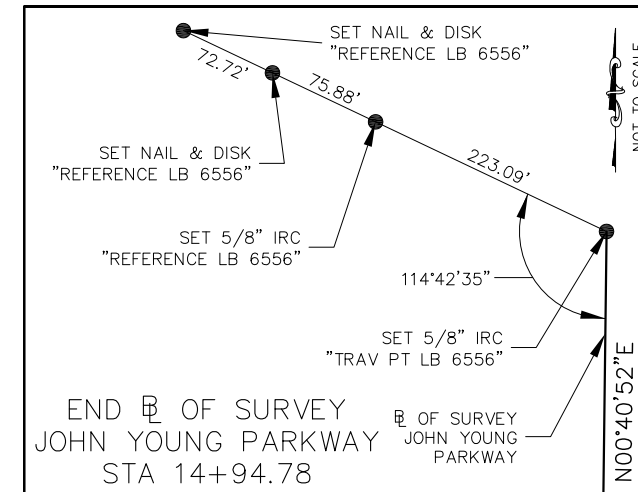 SET NAIL & DISK
"REFERENCE LB 6556"
72.72'
75.88'
NOT TO SCALE
SET NAIL & DISK
"REFERENCE LB 6556"
223.09'
SET 5/8" IRC
"REFERENCE LB 6556"
114°42'35"
SET 5/8" IRC
"TRAV PT LB 6556"
END BL OF SURVEY
JOHN YOUNG PARKWAY
STA 14+94.78
BL OF SURVEY
JOHN YOUNG
PARKWAY
N00°40'52"E